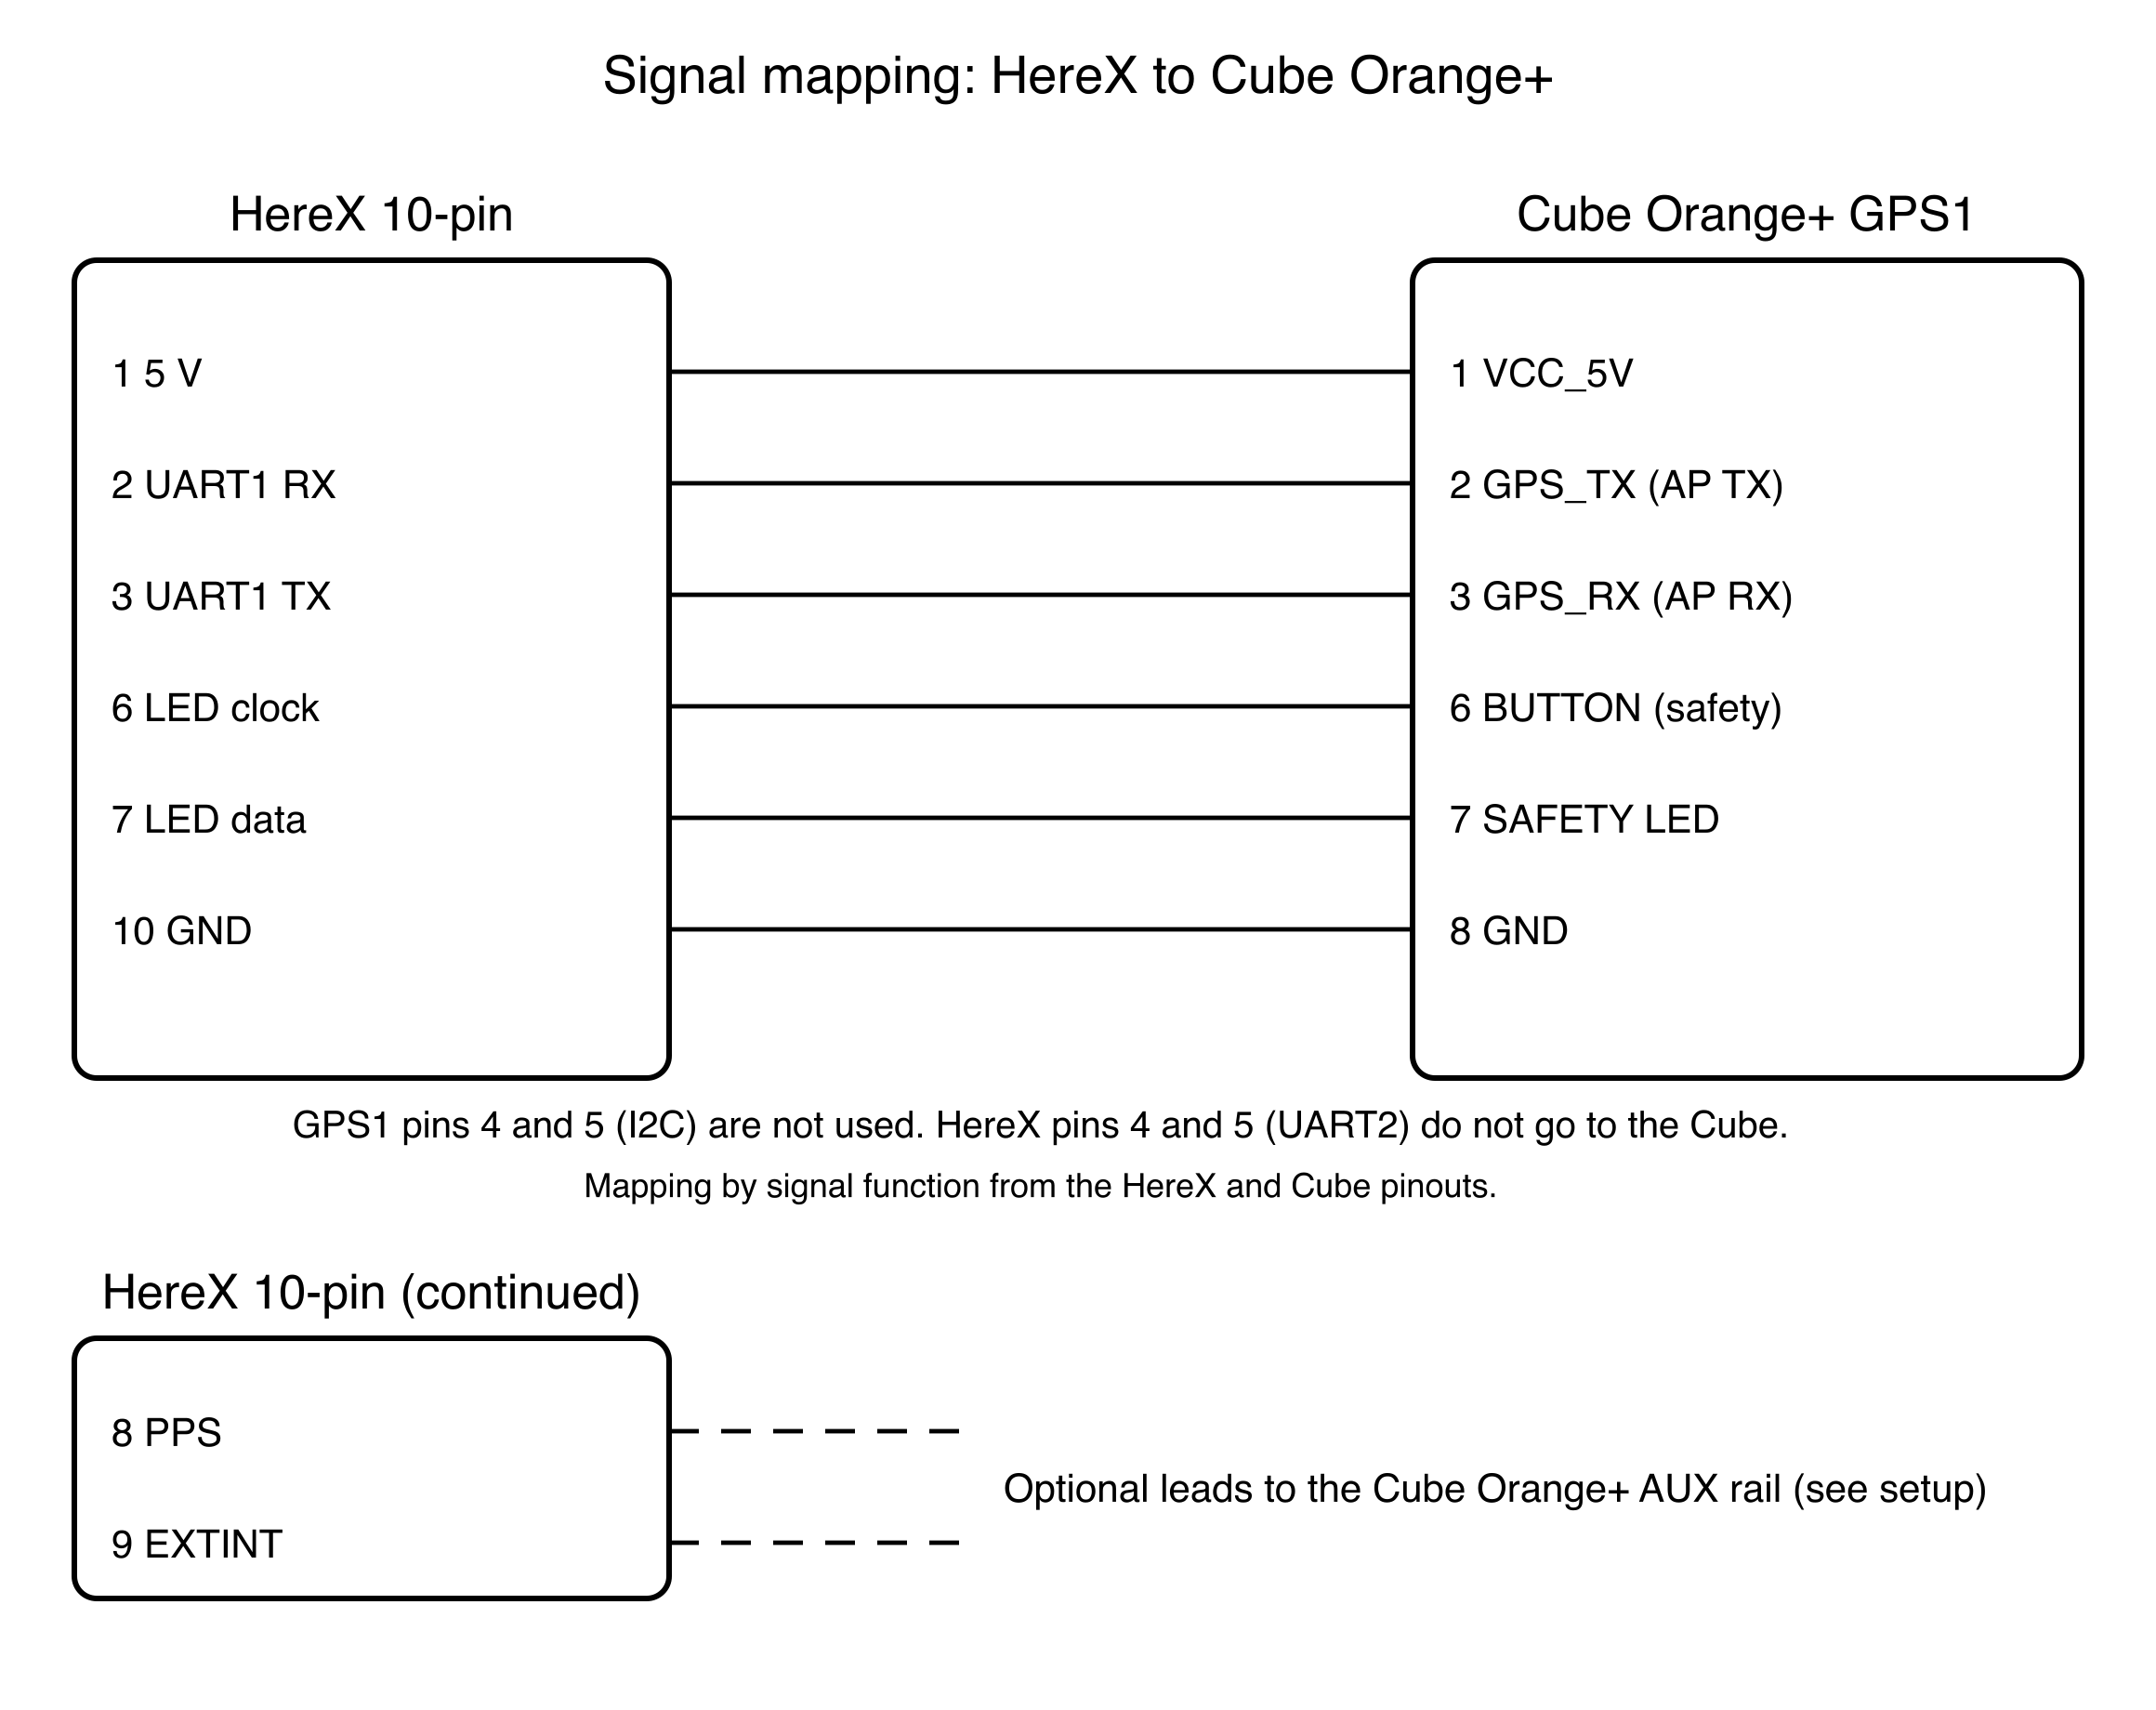 Signal mapping: HereX to Cube Orange+
HereX 10-pin
Cube Orange+ GPS1
1 5 V
1 VCC_5V
2 UART1 RX
2 GPS_TX (AP TX)
3 UART1 TX
3 GPS_RX (AP RX)
6 LED clock
6 BUTTON (safety)
7 LED data
7 SAFETY LED
10 GND
8 GND
GPS1 pins 4 and 5 (I2C) are not used. HereX pins 4 and 5 (UART2) do not go to the Cube.
Mapping by signal function from the HereX and Cube pinouts.
HereX 10-pin (continued)
8 PPS
Optional leads to the Cube Orange+ AUX rail (see setup)
9 EXTINT